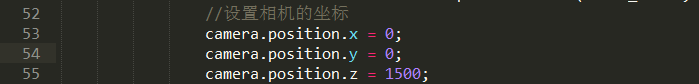 52 //设置相机的坐标
53 camera.position.x = 0;
54 camera.position.y = 0;
55 camera.position.z = 1500;